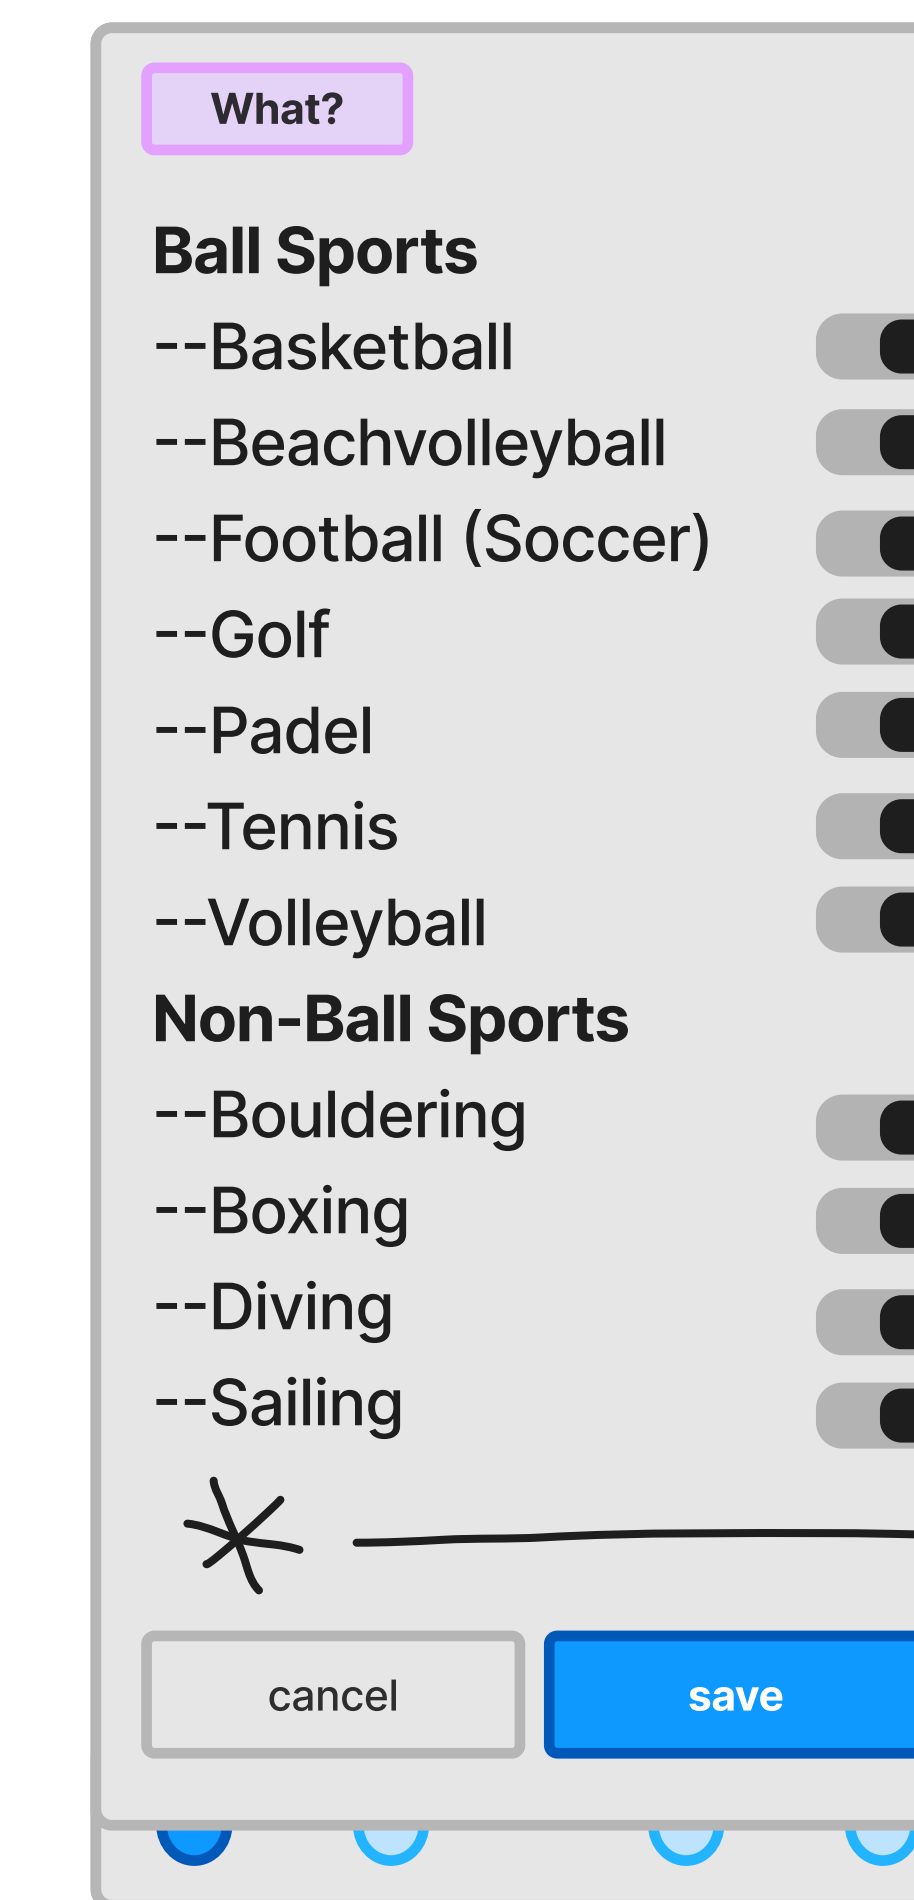 What?
Ball Sports
--Basketball
--Beachvolleyball
--Football (Soccer)
--Golf
--Padel
--Tennis
--Volleyball
Non-Ball Sports
--Bouldering
--Boxing
--Diving
--Sailing
cancel
save